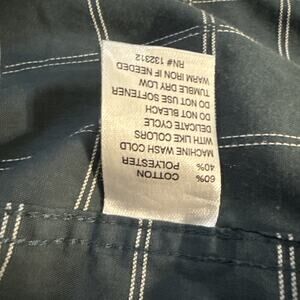 60% COTTON
40% POLYESTER
MACHINE WASH COLD
WITH LIKE COLORS
DELICATE CYCLE
DO NOT BLEACH
DO NOT USE SOFTENER
TUMBLE DRY LOW
WARM IRON IF NEEDED
RN# 132312